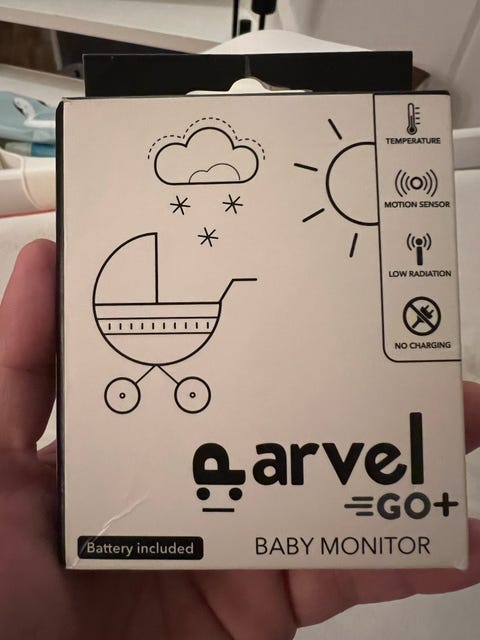 TEMPERATURE
MOTION SENSOR
LOW RADIATION
NO CHARGING
Parvel
GO+
Battery included
BABY MONITOR